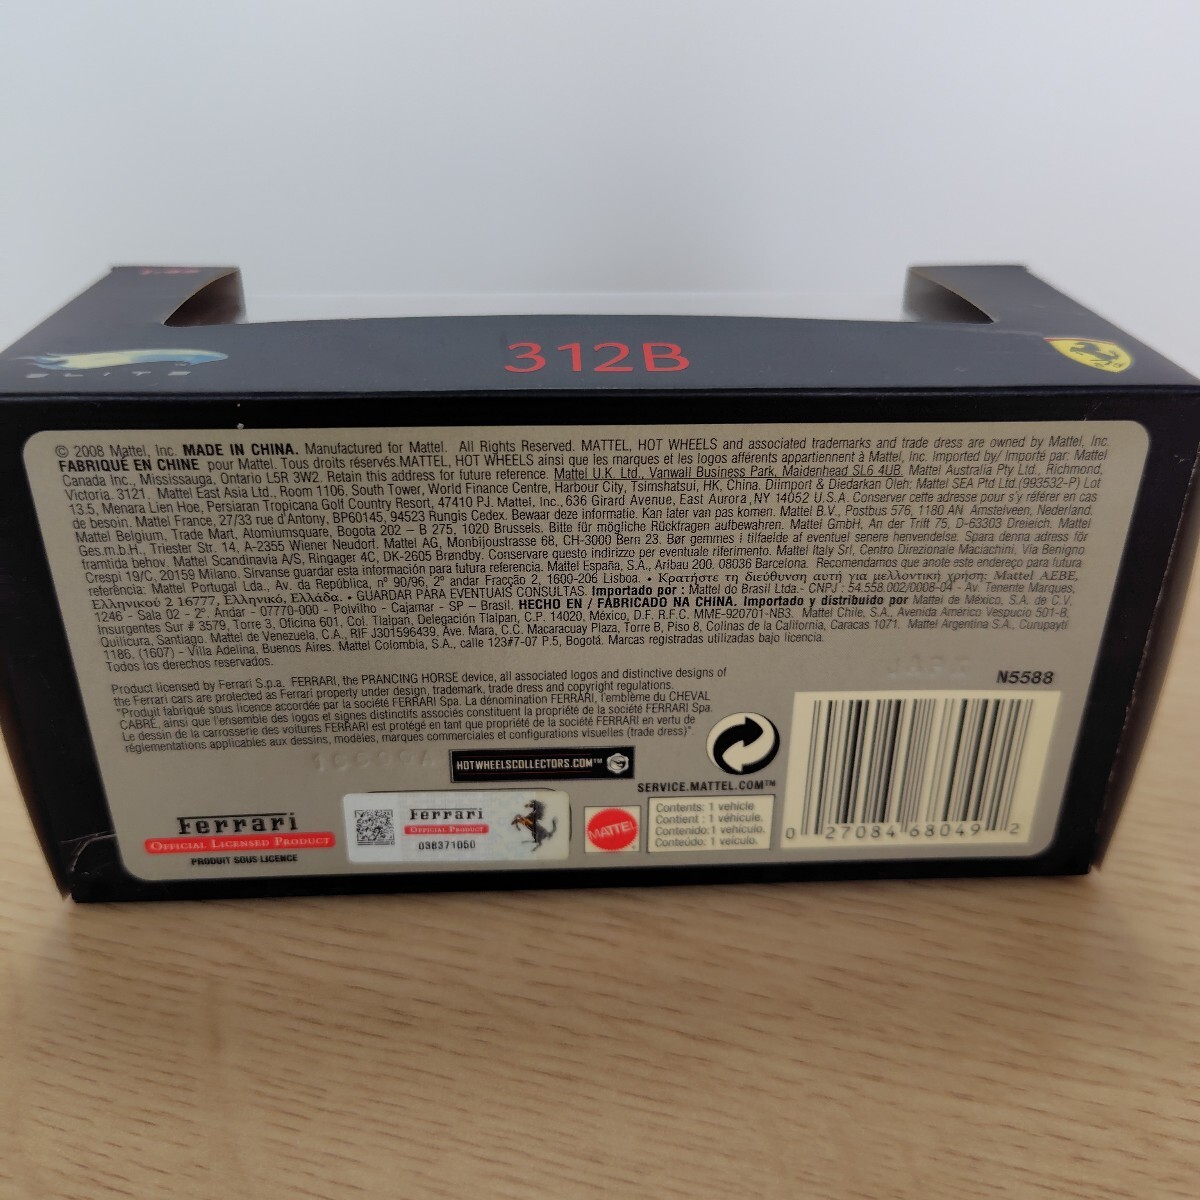 ELITE
312B
© 2008 Mattel, Inc. MADE IN CHINA. Manufactured for Mattel. All Rights Reserved. MATTEL, HOT WHEELS and associated trademarks and trade dress are owned by Mattel, Inc.
FABRIQUÉ EN CHINE pour Mattel. Tous droits réservés.MATTEL, HOT WHEELS ainsi que les marques et les logos afférents appartiennent à Mattel, Inc. Imported by/ Importé par: Mattel
Canada Inc., Mississauga, Ontario L5R 3W2. Retain this address for future reference. Mattel U.K. Ltd., Vanwall Business Park, Maidenhead SL6 4UB. Mattel Australia Pty Ltd., Richmond,
Victoria. 3121. Mattel East Asia Ltd., Room 1106, South Tower, World Finance Centre, Harbour City, Tsimshatsui, HK, China. Diimport & Diedarkan Oleh: Mattel SEA Ptd Ltd.(993532-P) Lot
13.5, Menara Lien Hoe, Persiaran Tropicana Golf Country Resort, 47410 PJ. Mattel, Inc., 636 Girard Avenue, East Aurora, NY 14052 U.S.A. Conserver cette adresse pour s'y référer en cas
de besoin. Mattel France, 27/33 rue d'Antony, BP60145, 94523 Rungis Cedex. Bewaar deze informatie. Kan later van pas komen. Mattel B.V., Postbus 576, 1180 AN Amstelveen, Nederland.
Mattel Belgium, Trade Mart, Atomiumsquare, Bogota 202 - B 275, 1020 Brussels. Bitte für mögliche Rückfragen aufbewahren. Mattel GmbH, An der Trift 75, D-63303 Dreieich. Mattel
Ges.m.b.H., Triester Str. 14, A-2355 Wiener Neudorf. Mattel AG, Monbijoustrasse 68, CH-3000 Bern 23. Bør gemmes i tilfælde af eventuel senere henvendelse. Spara denna adress för
framtida behov. Mattel Scandinavia A/S, Ringager 4C, DK-2605 Brøndby. Conservare questo indirizzo per eventuale riferimento. Mattel Italy Srl, Centro Direzionale Maciachini, Via Benigno
Crespi 19/C, 20159 Milano. Sírvanse guardar esta información para futura referencia. Mattel España, S.A., Aribau 200. 08036 Barcelona. Recomendamos que anote este endereço para futura
referência. Mattel Portugal Lda., Av. da República, nº 90/96, 2º andar Fracção 2, 1600-206 Lisboa. • Κρατήστε τη διεύθυνση αυτή για μελλοντική χρήση: Mattel AEBE,
Ελληνικού 2 16777, Ελληνικό, Ελλάδα. • GUARDAR PARA EVENTUAIS CONSULTAS. Importado por : Mattel do Brasil Ltda.- CNPJ : 54.558.002/0008-04 - Av. Tenente Marques,
1246 - Sala 02 - 2º. Andar - 07770-000 - Polvilho - Cajamar - SP – Brasil. HECHO EN / FABRICADO NA CHINA. Importado y distribuido por Mattel de México, S.A. de C.V.
Insurgentes Sur # 3579, Torre 3, Oficina 601, Col. Tlalpan, Delegación Tlalpan, C.P. 14020, México, D.F. R.F.C. MME-920701-NB3. Mattel Chile, S.A., Avenida Américo Vespucio 501-B,
Quilicura, Santiago. Mattel de Venezuela, C.A., RIF J301596439, Ave. Mara, C.C. Macaracuay Plaza, Torre B, Piso 8, Colinas de la California, Caracas 1071. Mattel Argentina S.A., Curupaytí
1186. (1607) - Villa Adelina, Buenos Aires. Mattel Colombia, S.A., calle 123#7-07 P.5, Bogotá. Marcas registradas utilizadas bajo licencia.
Todos los derechos reservados.
N5588
Product licensed by Ferrari S.p.a. FERRARI, the PRANCING HORSE device, all associated logos and distinctive designs of
the Ferrari cars are protected as Ferrari property under design, trademark, trade dress and copyright regulations.
"Produit fabriqué sous licence accordée par la société FERRARI Spa. La dénomination FERRARI, l'emblème du CHEVAL
CABRÉ ainsi que l'ensemble des logos et signes distinctifs associés constituent la propriété de la société FERRARI Spa.
Le dessin de la carrosserie des voitures FERRARI est protégé en tant que propriété de la société FERRARI en vertu de
réglementations applicables aux dessins, modèles, marques commerciales et configurations visuelles (trade dress)".
HOTWHEELSCOLLECTORS.COM™
SERVICE.MATTEL.COM™
Ferrari
OFFICIAL LICENSED PRODUCT
PRODUIT SOUS LICENCE
Ferrari
OFFICIAL PRODUCT
038371050
MATTEL
Contents: 1 vehicle
Contient : 1 véhicule.
Contenido: 1 vehículo.
Conteúdo: 1 veículo.
0 27084 68049 2